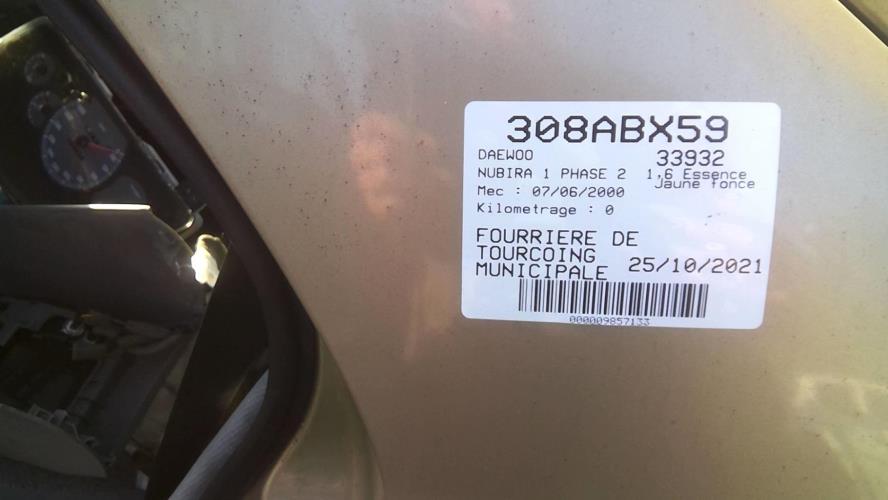 308ABX59
DAEWOO 33932
NUBIRA 1 PHASE 2 1,6 Essence
Jaune fonce
Mec : 07/06/2000
Kilometrage : 0
FOURRIERE DE
TOURCOING
MUNICIPALE 25/10/2021
000009857133